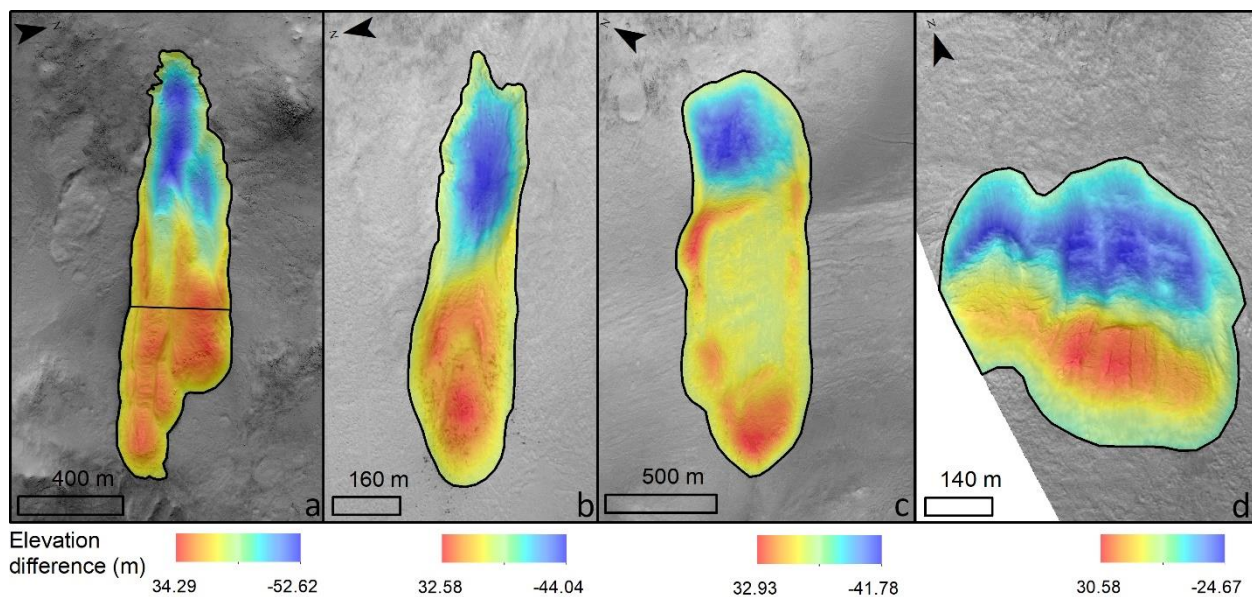 N
N
N
N
400 m
a
160 m
b
500 m
c
140 m
d
Elevation
difference (m)
34.29
-52.62
32.58
-44.04
32.93
-41.78
30.58
-24.67